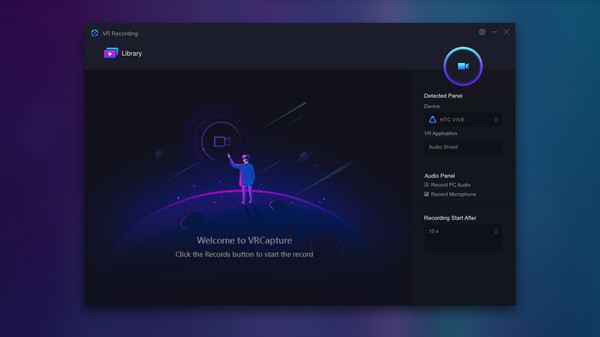 VR Recording
Library
Detected Panel
Device
HTC VIVE
VR Application
Audio Shield
Audio Panel
Record PC Audio
Record Microphone
Recording Start After
10 s
Welcome to VRCapture
Click the Records button to start the record